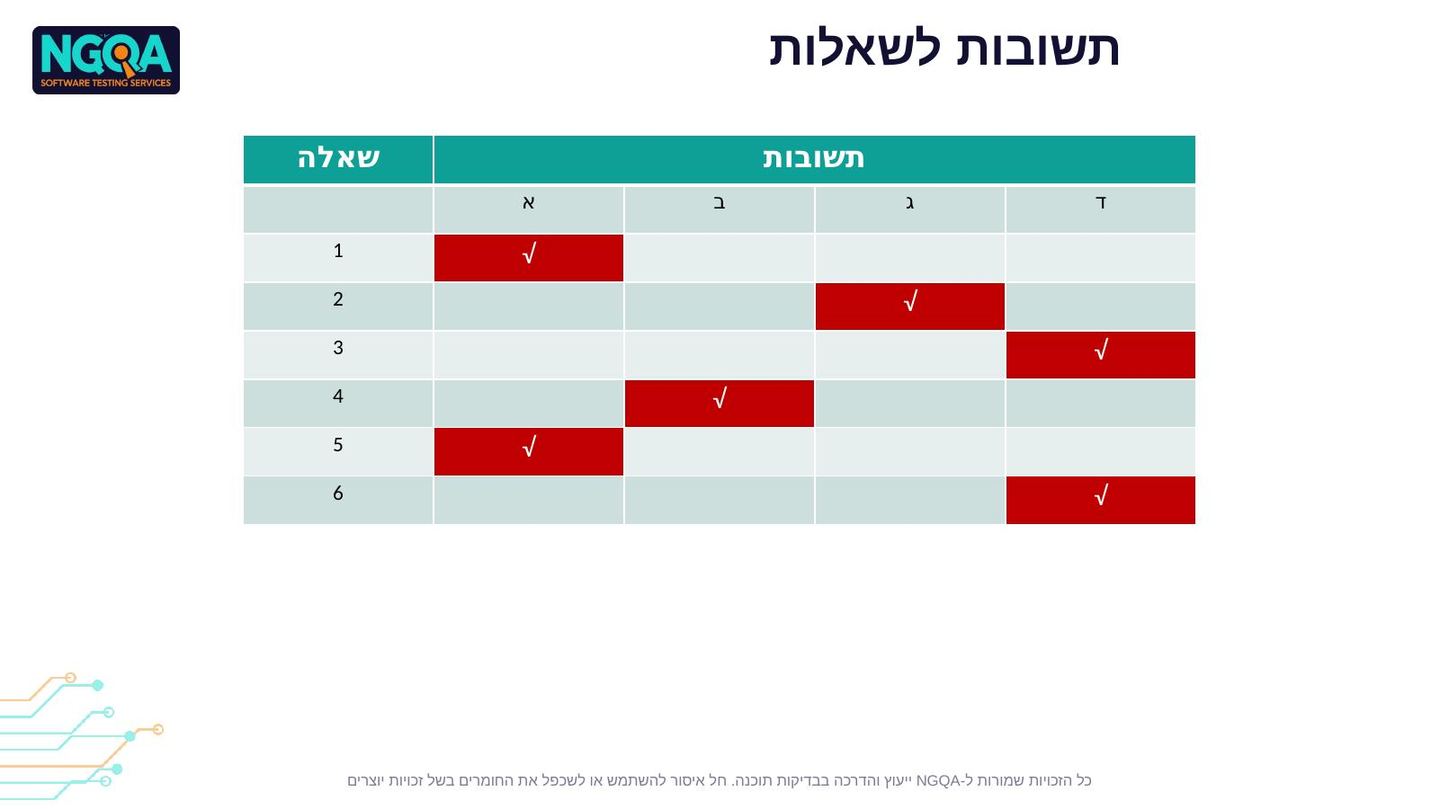 NGQA
SOFTWARE TESTING SERVICES
תשובות לשאלות
שאלה תשובות
א ב ג ד
1 √
2 √
3 √
4 √
5 √
6 √
כל הזכויות שמורות ל-NGQA ייעוץ והדרכה בבדיקות תוכנה. חל איסור להשתמש או לשכפל את החומרים בשל זכויות יוצרים